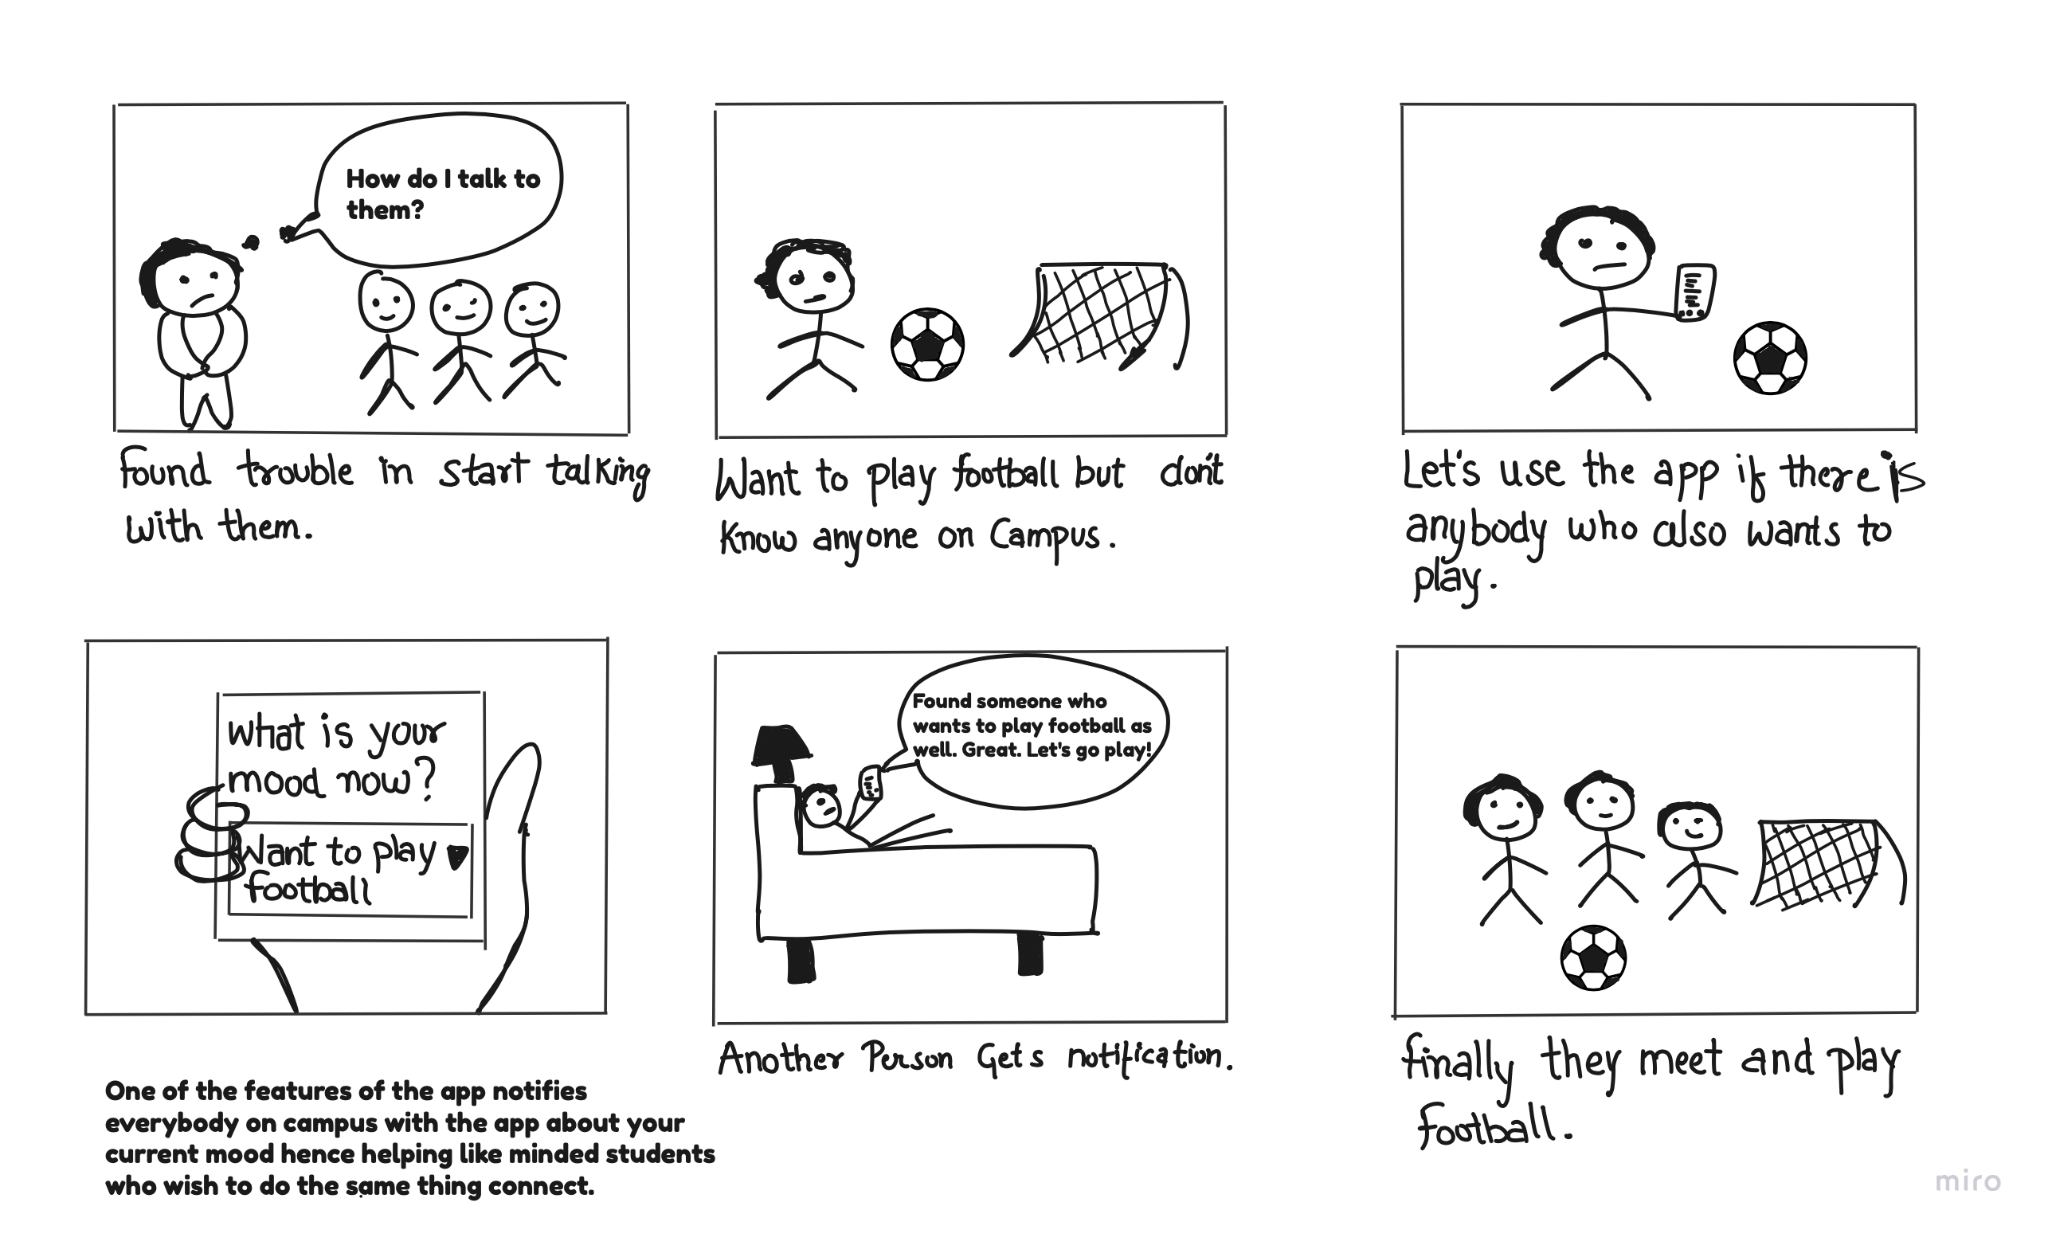 How do I talk to
them?
found trouble in start talking
with them.
Want to play football but don't
know anyone on Campus.
Let's use the app if there is
anybody who also wants to
play.
What is your
mood now?
Want to play
football
One of the features of the app notifies
everybody on campus with the app about your
current mood hence helping like minded students
who wish to do the same thing connect.
Found someone who
wants to play football as
well. Great. Let's go play!
Another Person Gets notification.
finally they meet and play
football.
miro